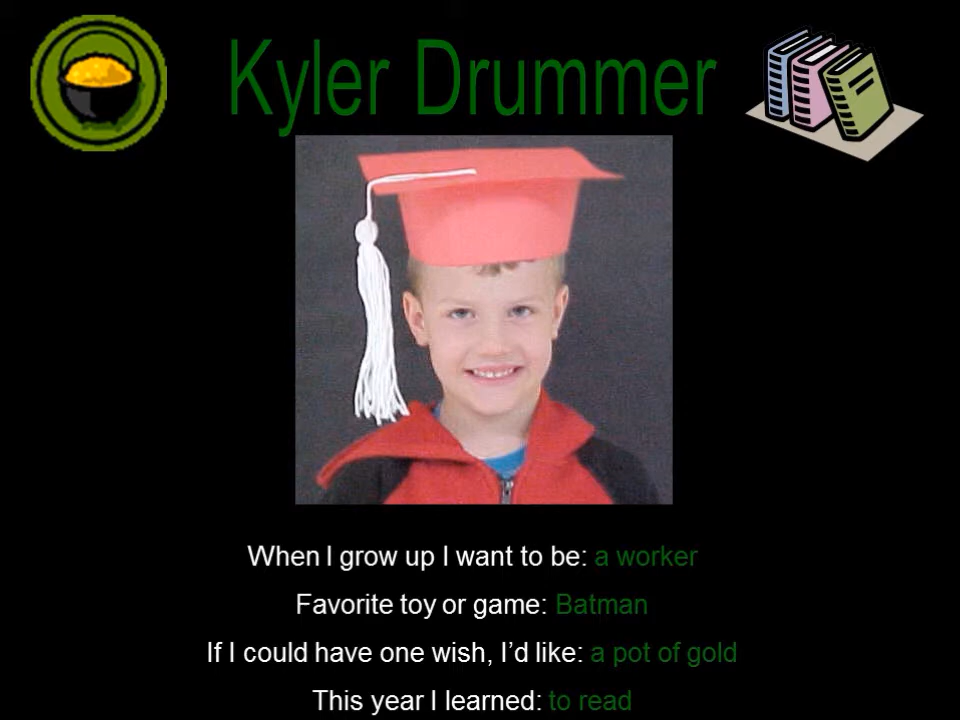 Kyler Drummer
When I grow up I want to be: a worker
Favorite toy or game: Batman
If I could have one wish, I’d like: a pot of gold
This year I learned: to read